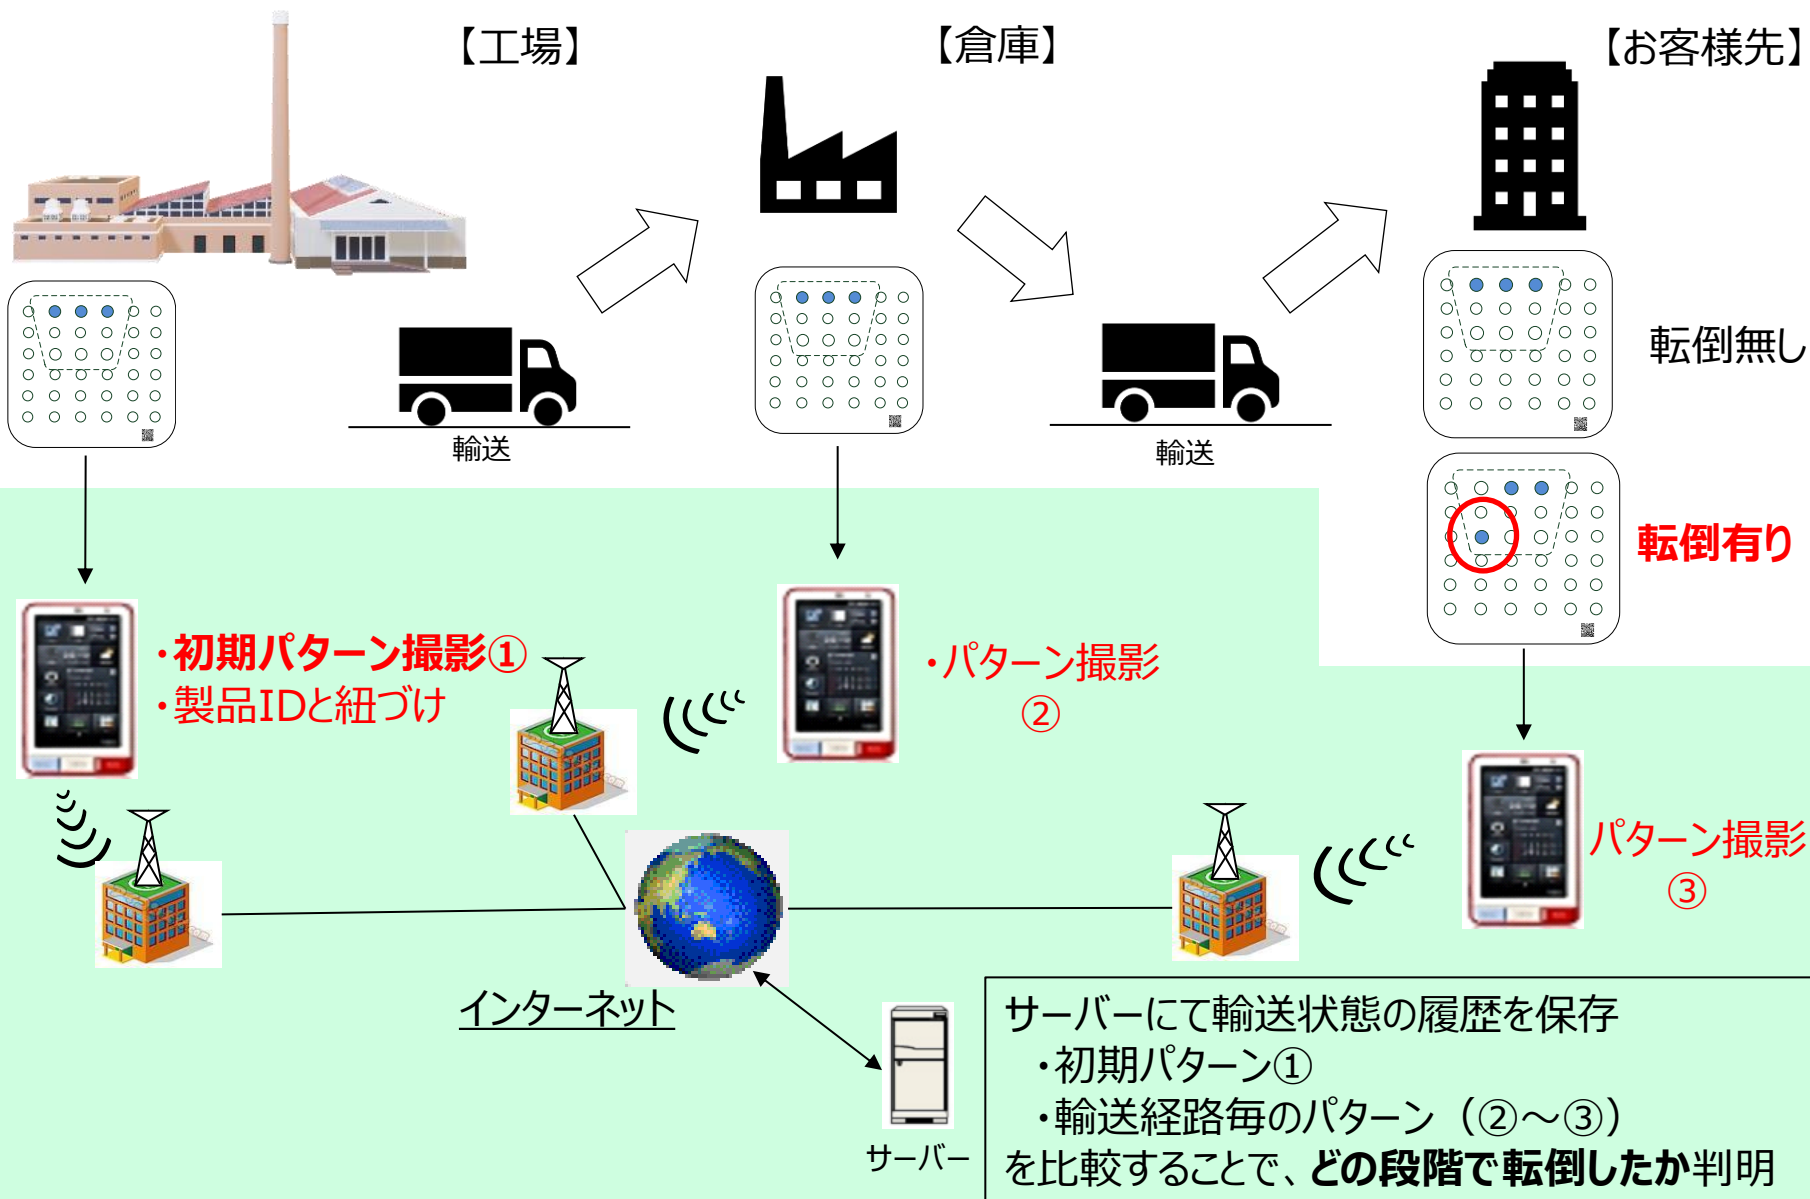 【工場】
【倉庫】
【お客様先】
輸送
輸送
転倒無し
転倒有り
・初期パターン撮影①
・製品IDと紐づけ
・パターン撮影
②
パターン撮影
③
インターネット
サーバー
サーバーにて輸送状態の履歴を保存
・初期パターン①
・輸送経路毎のパターン（②～③）
を比較することで、どの段階で転倒したか判明